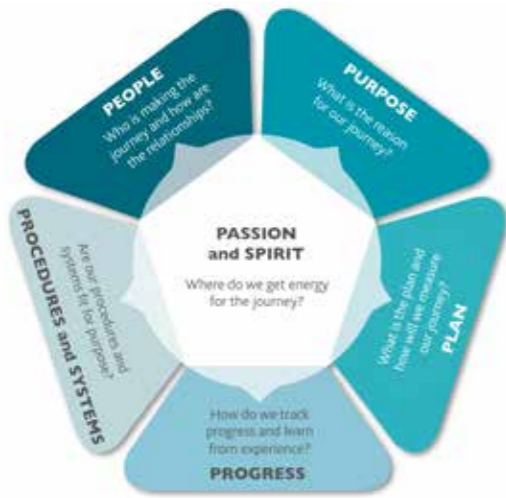 PEOPLE
Who is making the
journey and how are
the relationships?
PURPOSE
What is the reason
for our journey?
PASSION
and SPIRIT
Where do we get energy
for the journey?
PROCEDURES and SYSTEMS
Are our procedures and
systems fit for purpose?
What is the plan and
how will we measure
our journey?
PLAN
How do we track
progress and learn
from experience?
PROGRESS